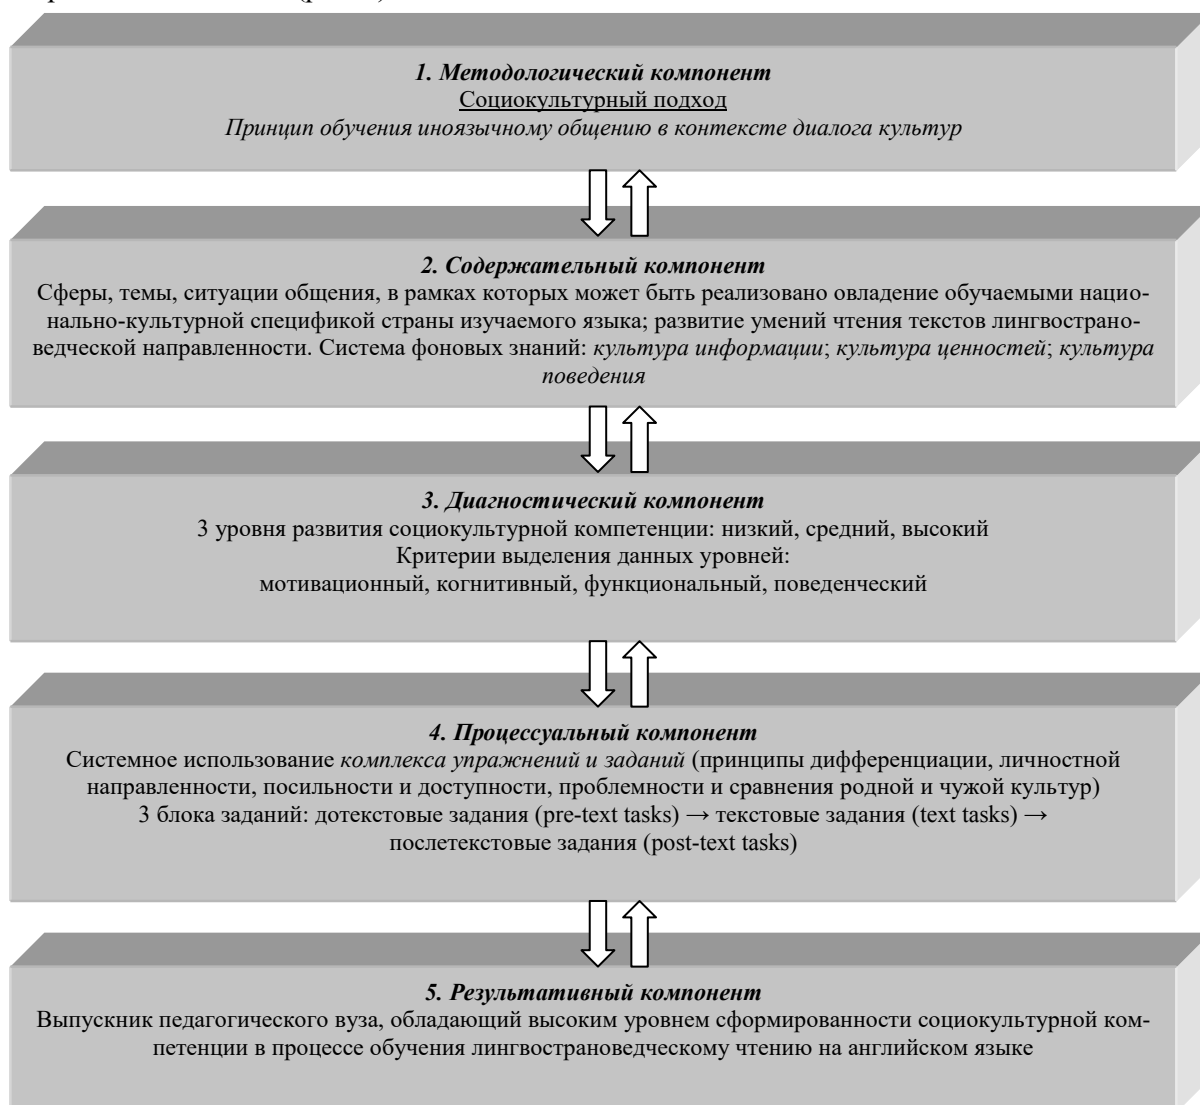 1. Методологический компонент
Социокультурный подход
Принцип обучения иноязычному общению в контексте диалога культур
2. Содержательный компонент
Сферы, темы, ситуации общения, в рамках которых может быть реализовано овладение обучаемыми нацио-
нально-культурной спецификой страны изучаемого языка; развитие умений чтения текстов лингвострано-
ведческой направленности. Система фоновых знаний: культура информации; культура ценностей; культура
поведения
3. Диагностический компонент
3 уровня развития социокультурной компетенции: низкий, средний, высокий
Критерии выделения данных уровней:
мотивационный, когнитивный, функциональный, поведенческий
4. Процессуальный компонент
Системное использование комплекса упражнений и заданий (принципы дифференциации, личностной
направленности, посильности и доступности, проблемности и сравнения родной и чужой культур)
3 блока заданий: дотекстовые задания (pre-text tasks) → текстовые задания (text tasks) →
послетекстовые задания (post-text tasks)
5. Результативный компонент
Выпускник педагогического вуза, обладающий высоким уровнем сформированности социокультурной ком-
петенции в процессе обучения лингвострановедческому чтению на английском языке